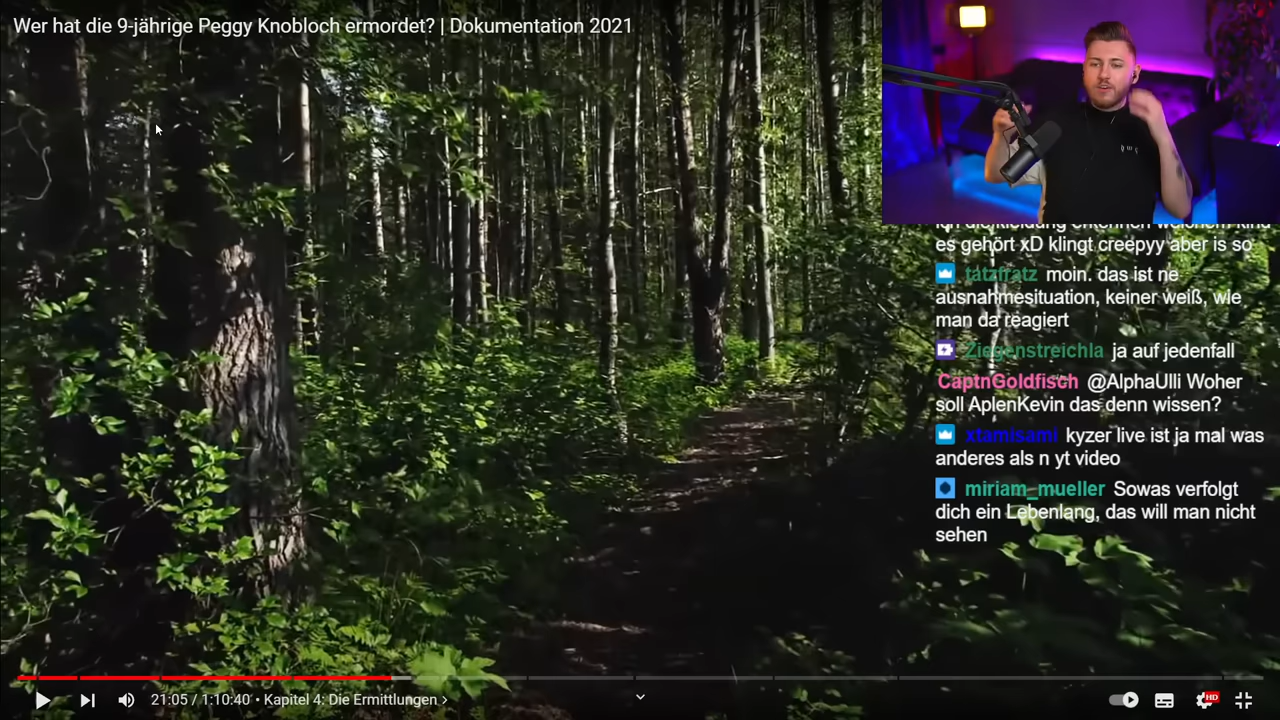 Wer hat die 9-jährige Peggy Knobloch ermordet? | Dokumentation 2021
es gehört xD klingt creepyy aber is so
tatzfratz moin. das ist ne
ausnahmesituation, keiner weiß, wie
man da reagiert
Ziegenstreichla ja auf jedenfall
CaptnGoldfisch @AlphaUlli Woher
soll AplenKevin das denn wissen?
xtamisami kyzer live ist ja mal was
anderes als n yt video
miriam_mueller Sowas verfolgt
dich ein Lebenlang, das will man nicht
sehen
21:05 / 1:10:40 • Kapitel 4: Die Ermittlungen
HD